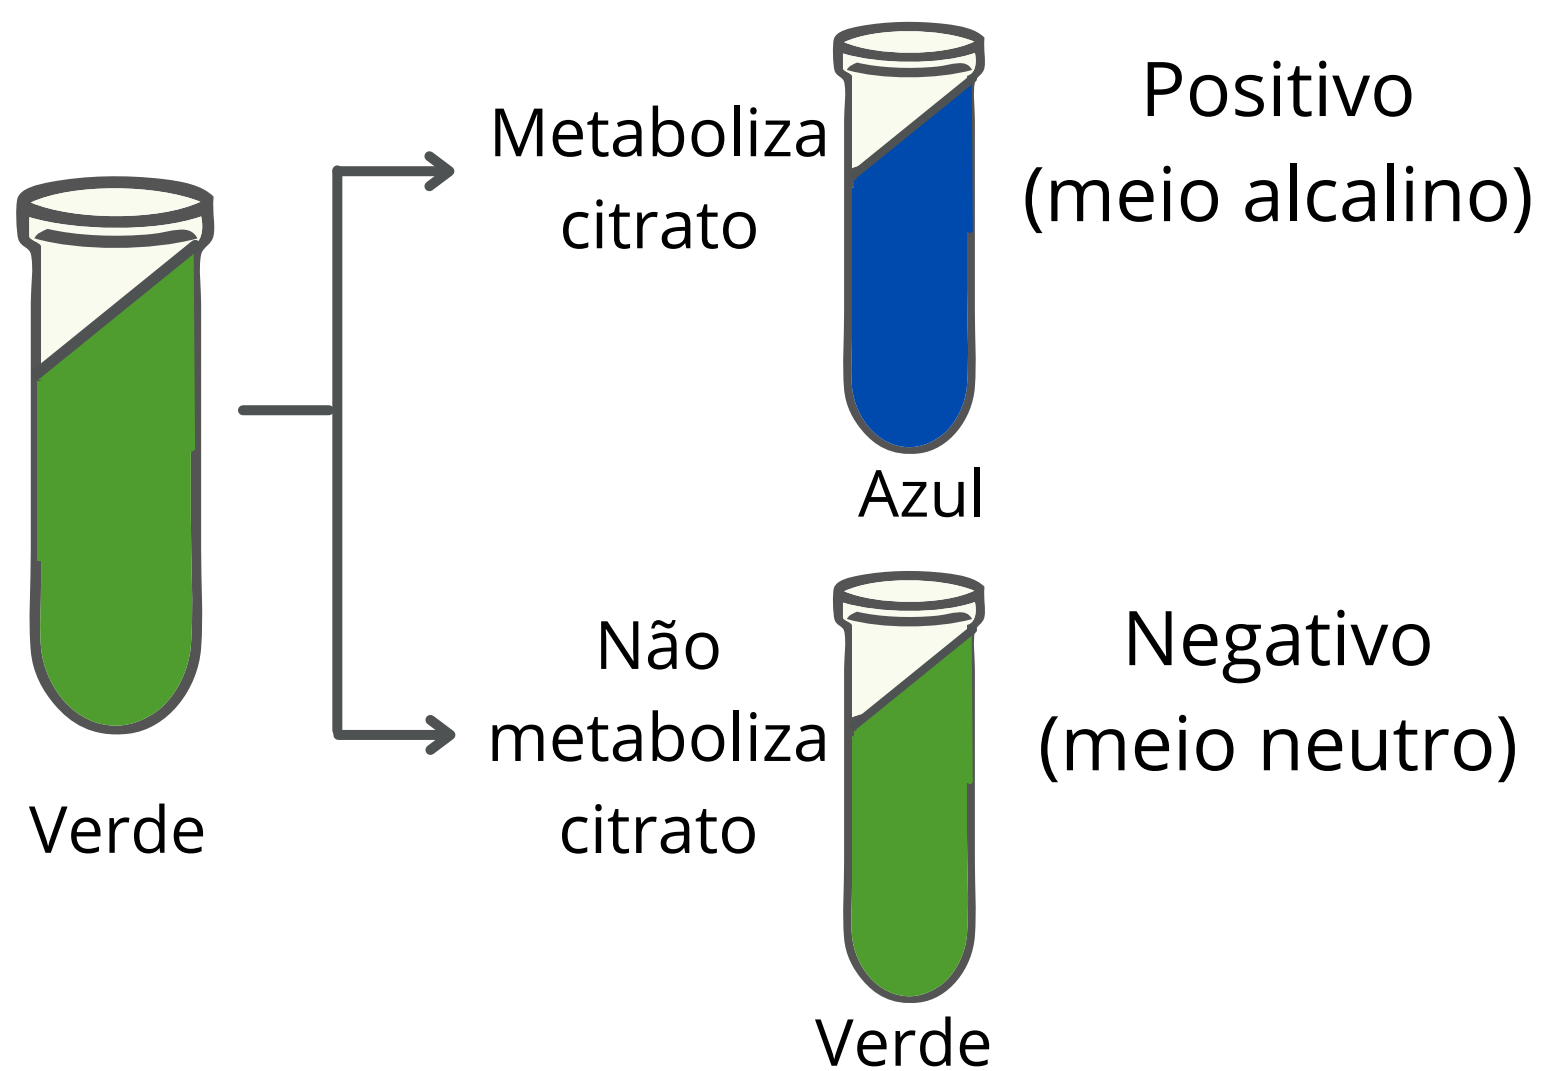 Verde
Metaboliza
citrato
Azul
Positivo
(meio alcalino)
Não
metaboliza
citrato
Verde
Negativo
(meio neutro)